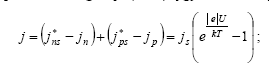 j = (j*ₙₛ − jₙ) + (j*ₚₛ − jₚ) = jₛ (e^{|e|U/kT} − 1);